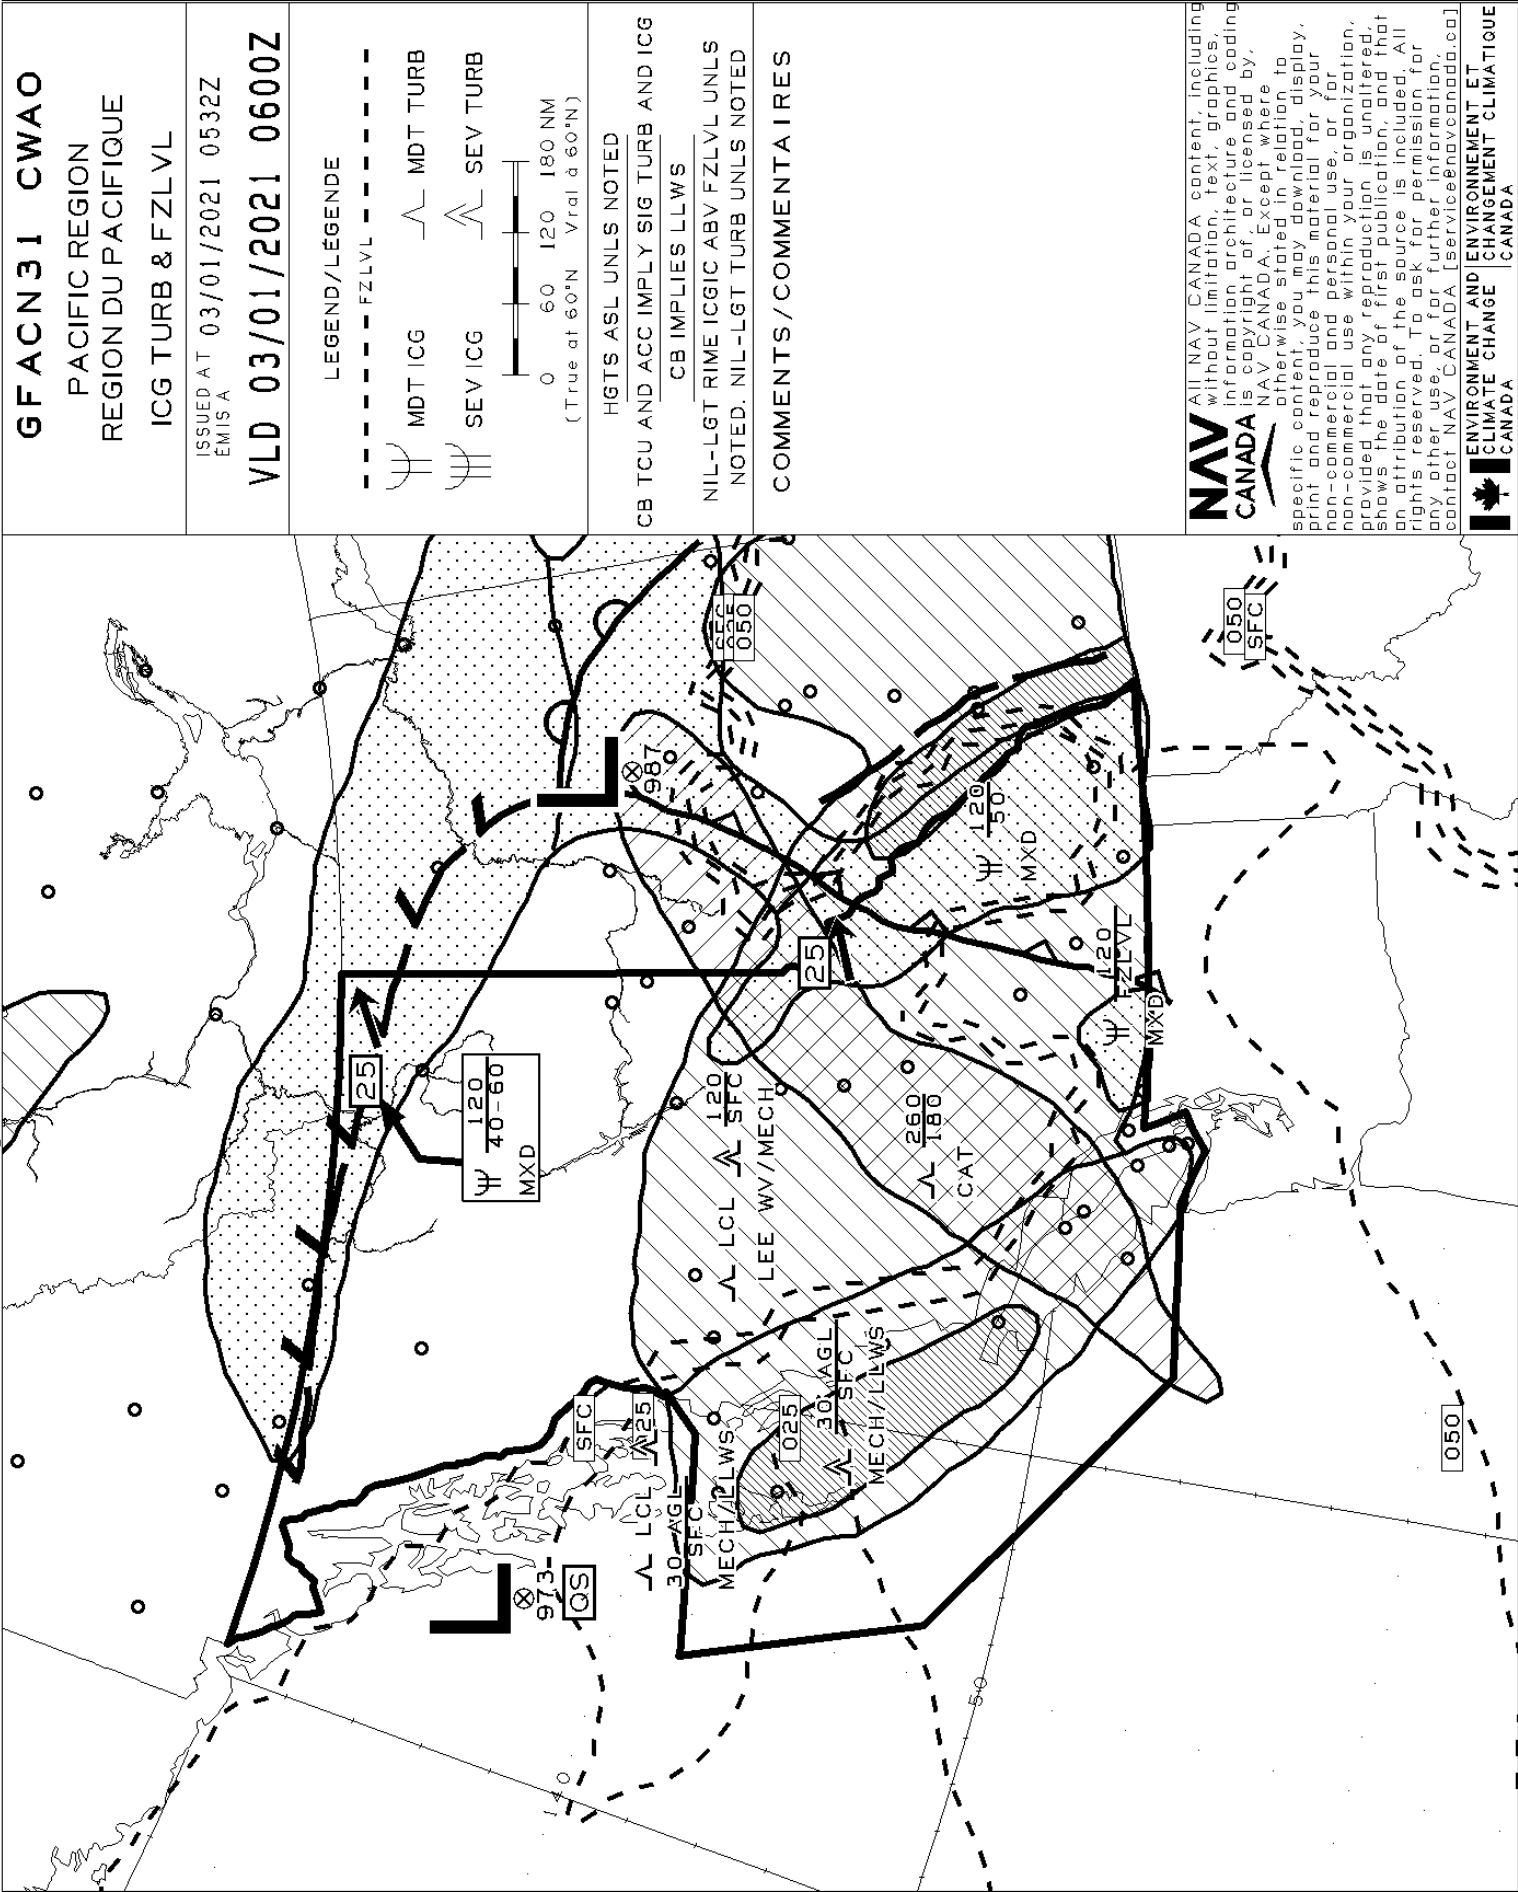 GFACN31 CWAO
PACIFIC REGION
REGION DU PACIFIQUE
ICG TURB & FZLVL
ISSUED AT 03/01/2021 0532Z
ÉMIS A
VLD 03/01/2021 0600Z
LEGEND/LÉGENDE
FZLVL
MDT ICG MDT TURB
SEV ICG SEV TURB
0 60 120 180 NM
(True at 60°N Vrai à 60°N)
HGTS ASL UNLS NOTED
CB TCU AND ACC IMPLY SIG TURB AND ICG
CB IMPLIES LLWS
NIL-LGT RIME ICGIC ABV FZLVL UNLS
NOTED. NIL-LGT TURB UNLS NOTED
COMMENTS/COMMENTAIRES
NAV CANADA
All NAV CANADA content, including
without limitation, text, graphics,
information architecture and coding
is copyright of, or licensed by,
NAV CANADA. Except where
otherwise stated in relation to
specific content, you may download, display,
print and reproduce this material for your
non-commercial and personal use, or for
non-commercial use within your organization,
provided that any reproduction is unaltered,
shows the date of first publication, and that
an attribution of the source is included. All
rights reserved. To ask for permission for
any other use, or for further information,
contact NAV CANADA [service@navcanada.ca]
ENVIRONMENT AND
CLIMATE CHANGE
CANADA
ENVIRONNEMENT ET
CHANGEMENT CLIMATIQUE
CANADA
25
120
40-60
MXD
987
SFC
050
25
120
50
MXD
120
FZLVL
MXD
050
SFC
LCL
120
SFC
LEE WV/MECH
260
180
CAT
SFC
025
LCL
30 AGL
SFC
MECH/LLWS
025
30 AGL
SFC
MECH/LLWS
973
QS
140
50
050